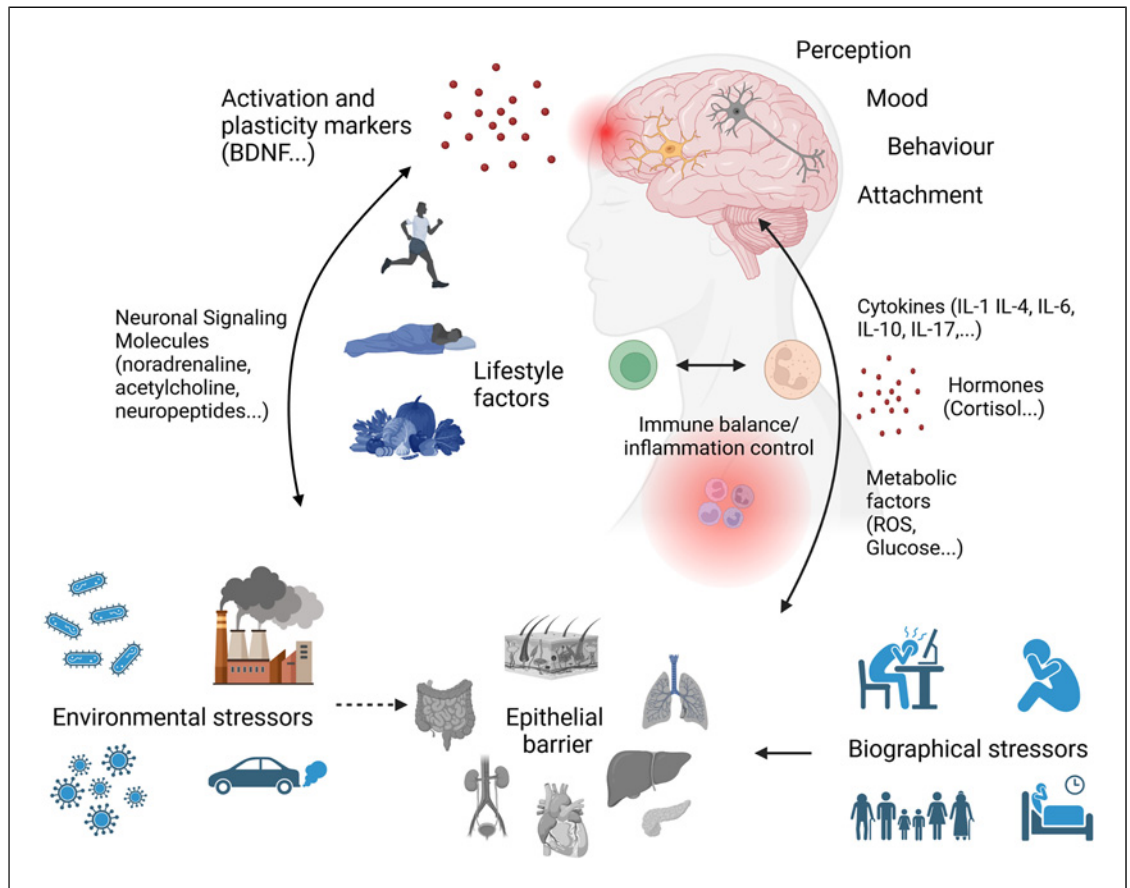 Perception
Mood
Behaviour
Attachment
Activation and
plasticity markers
(BDNF...)
Neuronal Signaling
Molecules
(noradrenaline,
acetylcholine,
neuropeptides...)
Lifestyle
factors
Cytokines (IL-1 IL-4, IL-6,
IL-10, IL-17,...)
Hormones
(Cortisol...)
Immune balance/
inflammation control
Metabolic
factors
(ROS,
Glucose...)
Environmental stressors
Epithelial
barrier
Biographical stressors